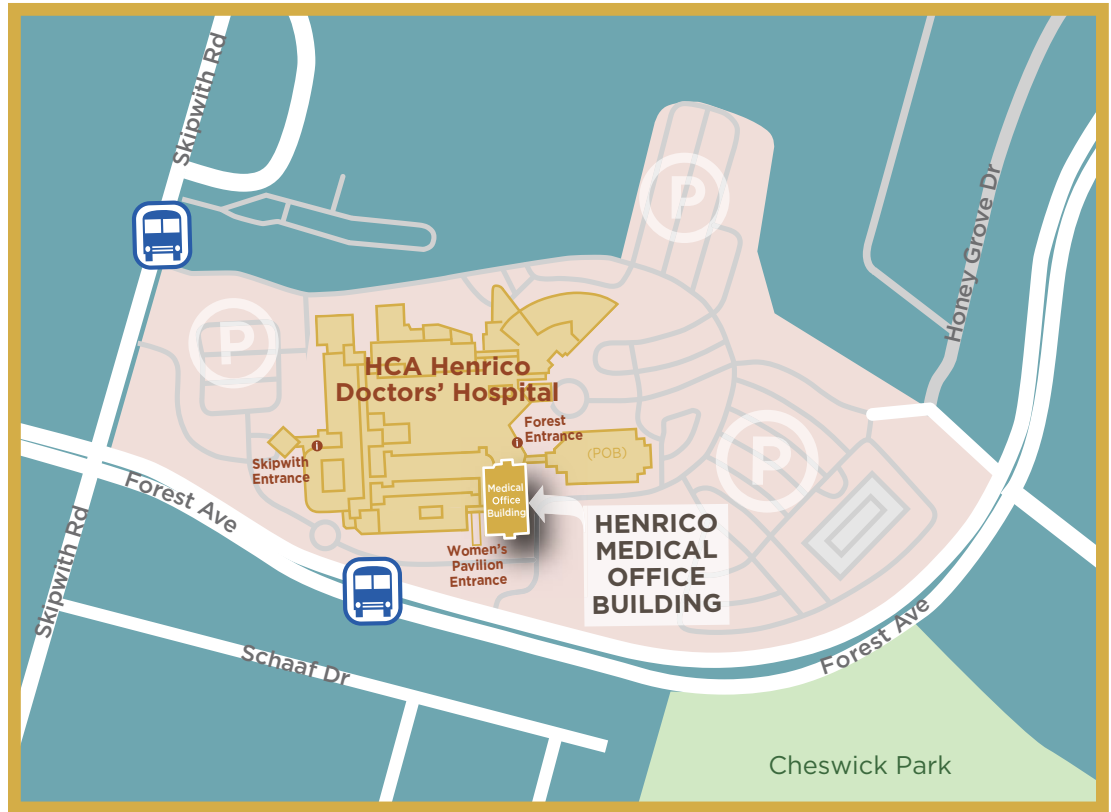 Skipwith Rd
Honey Grove Dr
P
P
HCA Henrico
Doctors’ Hospital
i
Forest
Entrance
i
Skipwith
Entrance
(POB)
P
Medical
Office
Building
Forest Ave
HENRICO
MEDICAL
OFFICE
BUILDING
Women’s
Pavilion
Entrance
Skipwith Rd
Forest Ave
Schaaf Dr
Cheswick Park